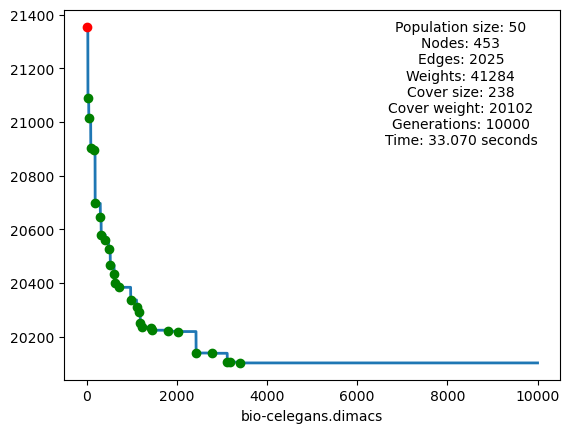 Population size: 50
Nodes: 453
Edges: 2025
Weights: 41284
Cover size: 238
Cover weight: 20102
Generations: 10000
Time: 33.070 seconds
21400
21200
21000
20800
20600
20400
20200
0 2000 4000 6000 8000 10000
bio-celegans.dimacs